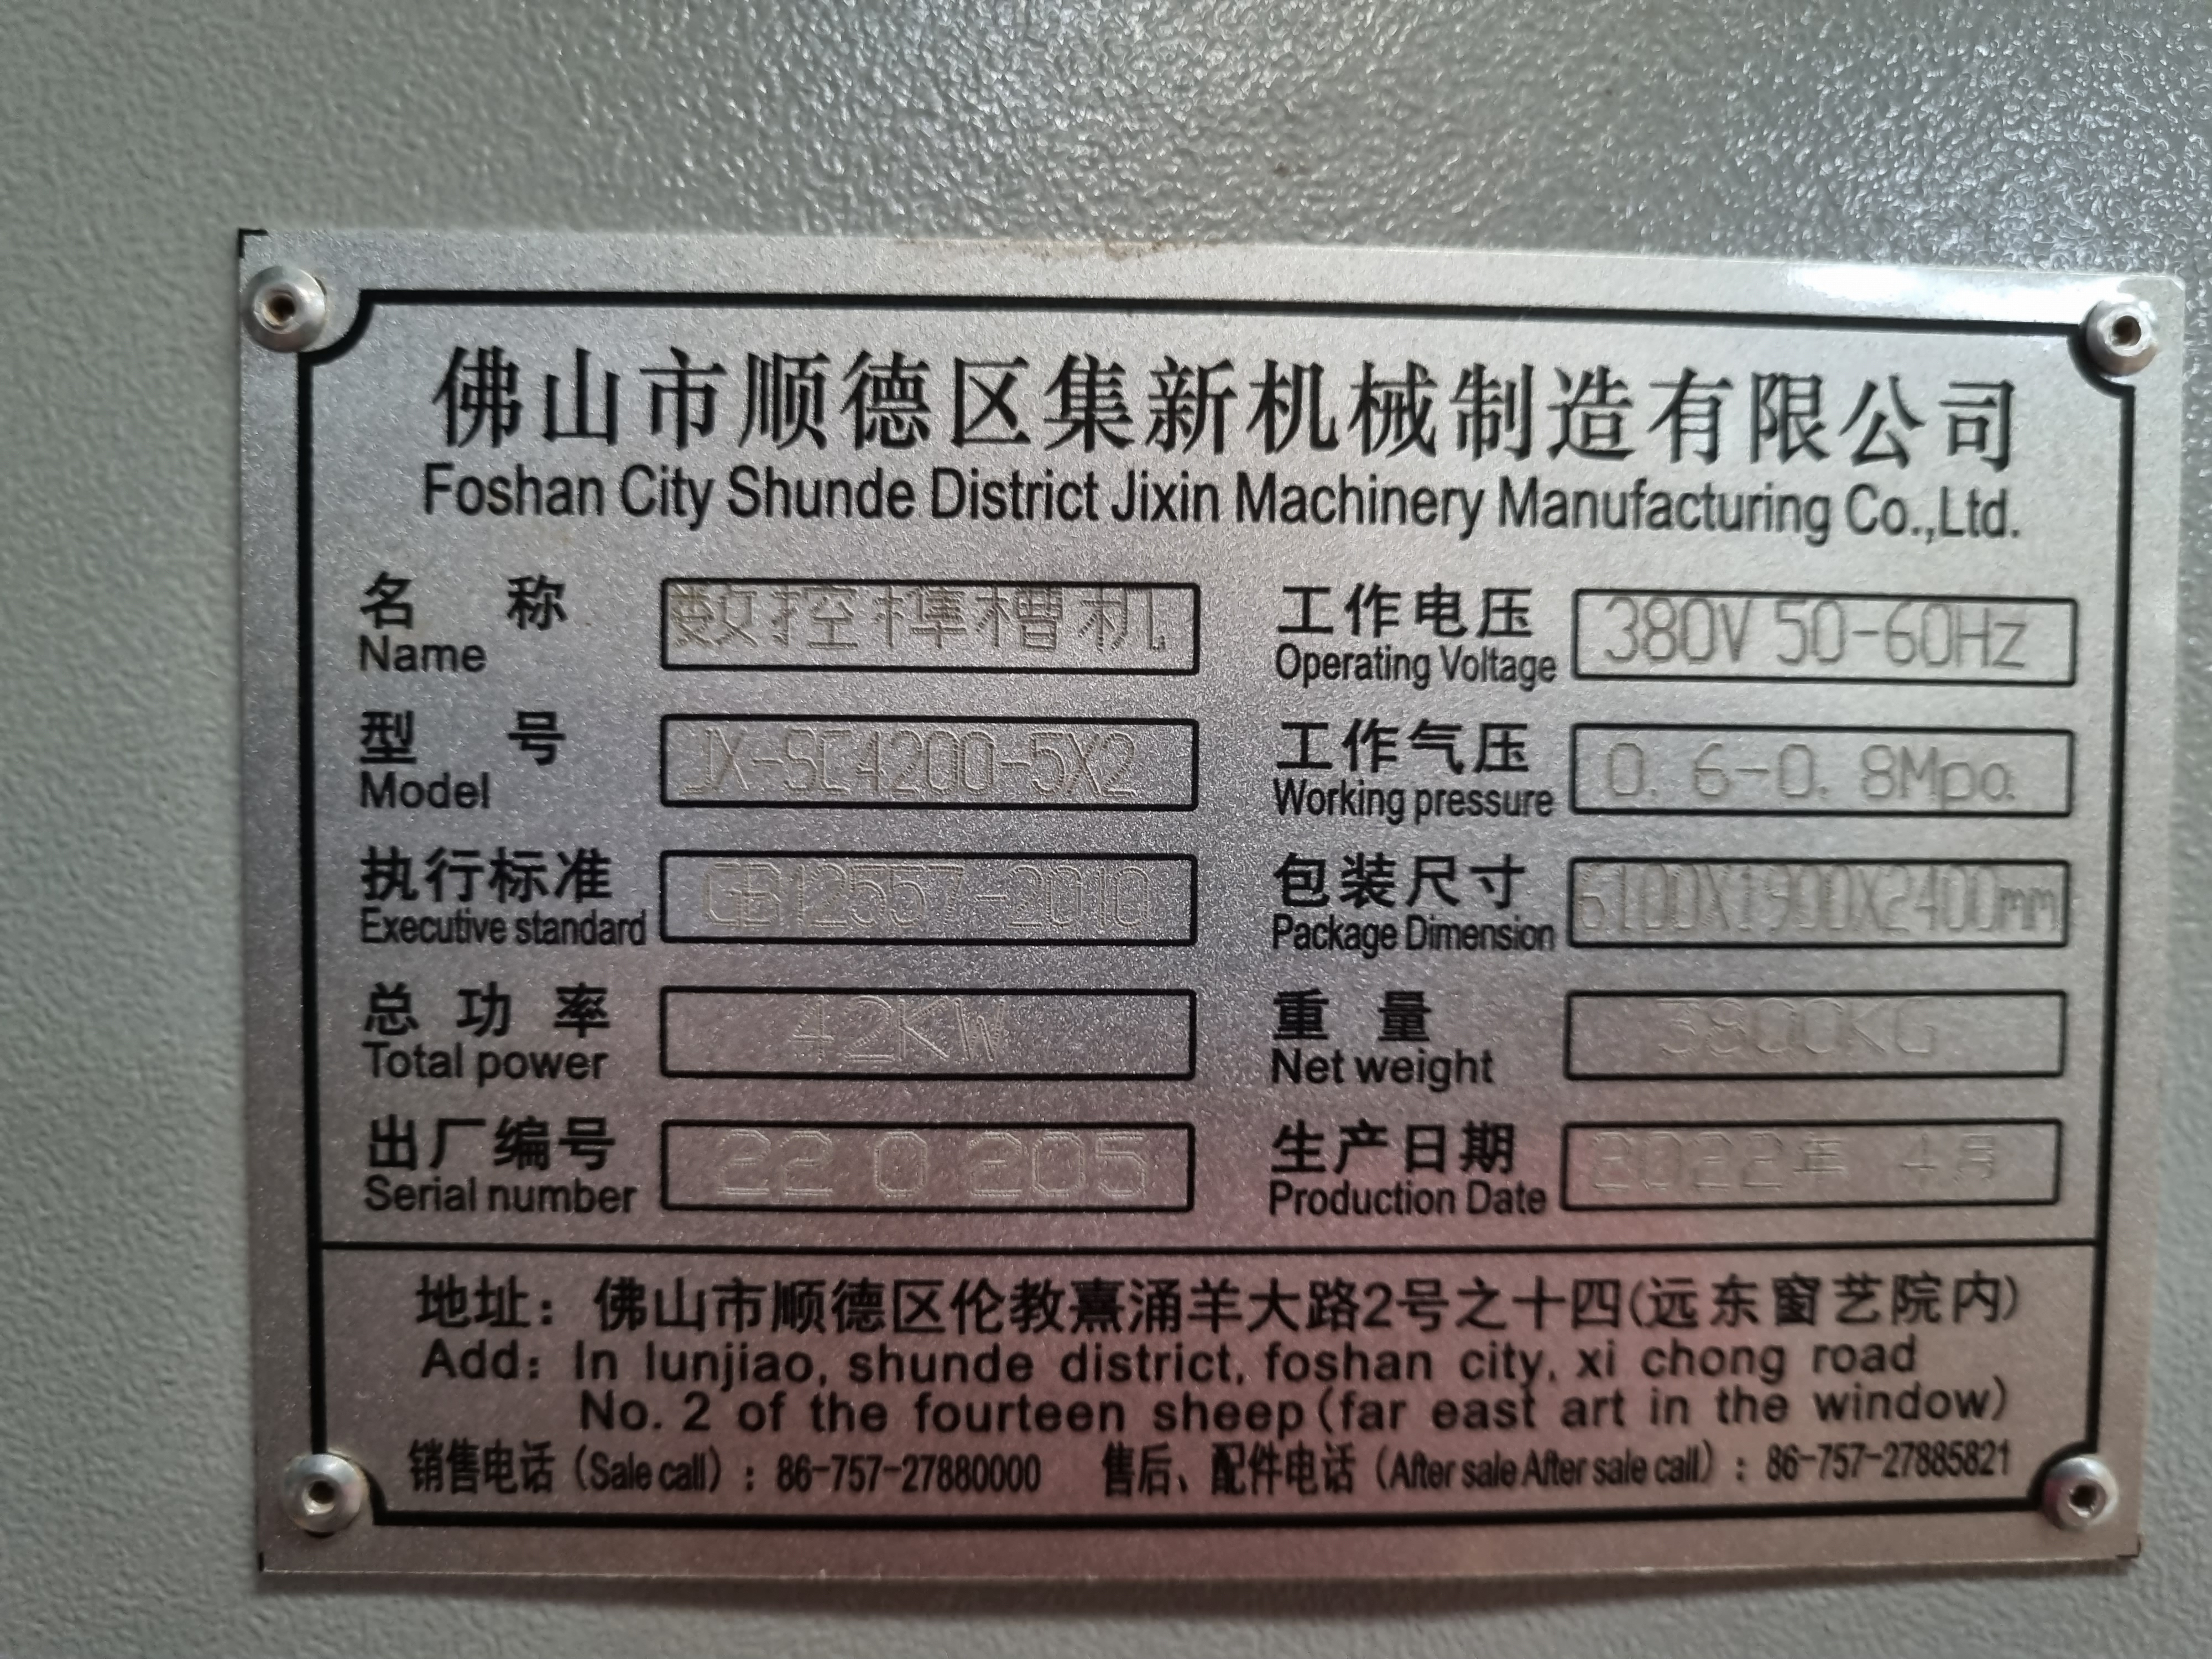 佛山市顺德区集新机械制造有限公司
Foshan City Shunde District Jixin Machinery Manufacturing Co.,Ltd.
名称 数控榫槽机 工作电压 380V 50-60Hz
Name Operating Voltage
型号 JX-SC4200-5X2 工作气压 0.6-0.8Mpa
Model Working pressure
执行标准 GB12557-2010 包装尺寸 6100X1900X2400mm
Executive standard Package Dimension
总功率 42KW 重量 3800KG
Total power Net weight
出厂编号 220205 生产日期 2022年 4月
Serial number Production Date
地址：佛山市顺德区伦教熹涌羊大路2号之十四(远东窗艺院内)
Add: In lunjiao, shunde district, foshan city, xi chong road
No. 2 of the fourteen sheep(far east art in the window)
销售电话（Sale call）：86-757-27880000 售后、配件电话（After sale After sale call）：86-757-27885821